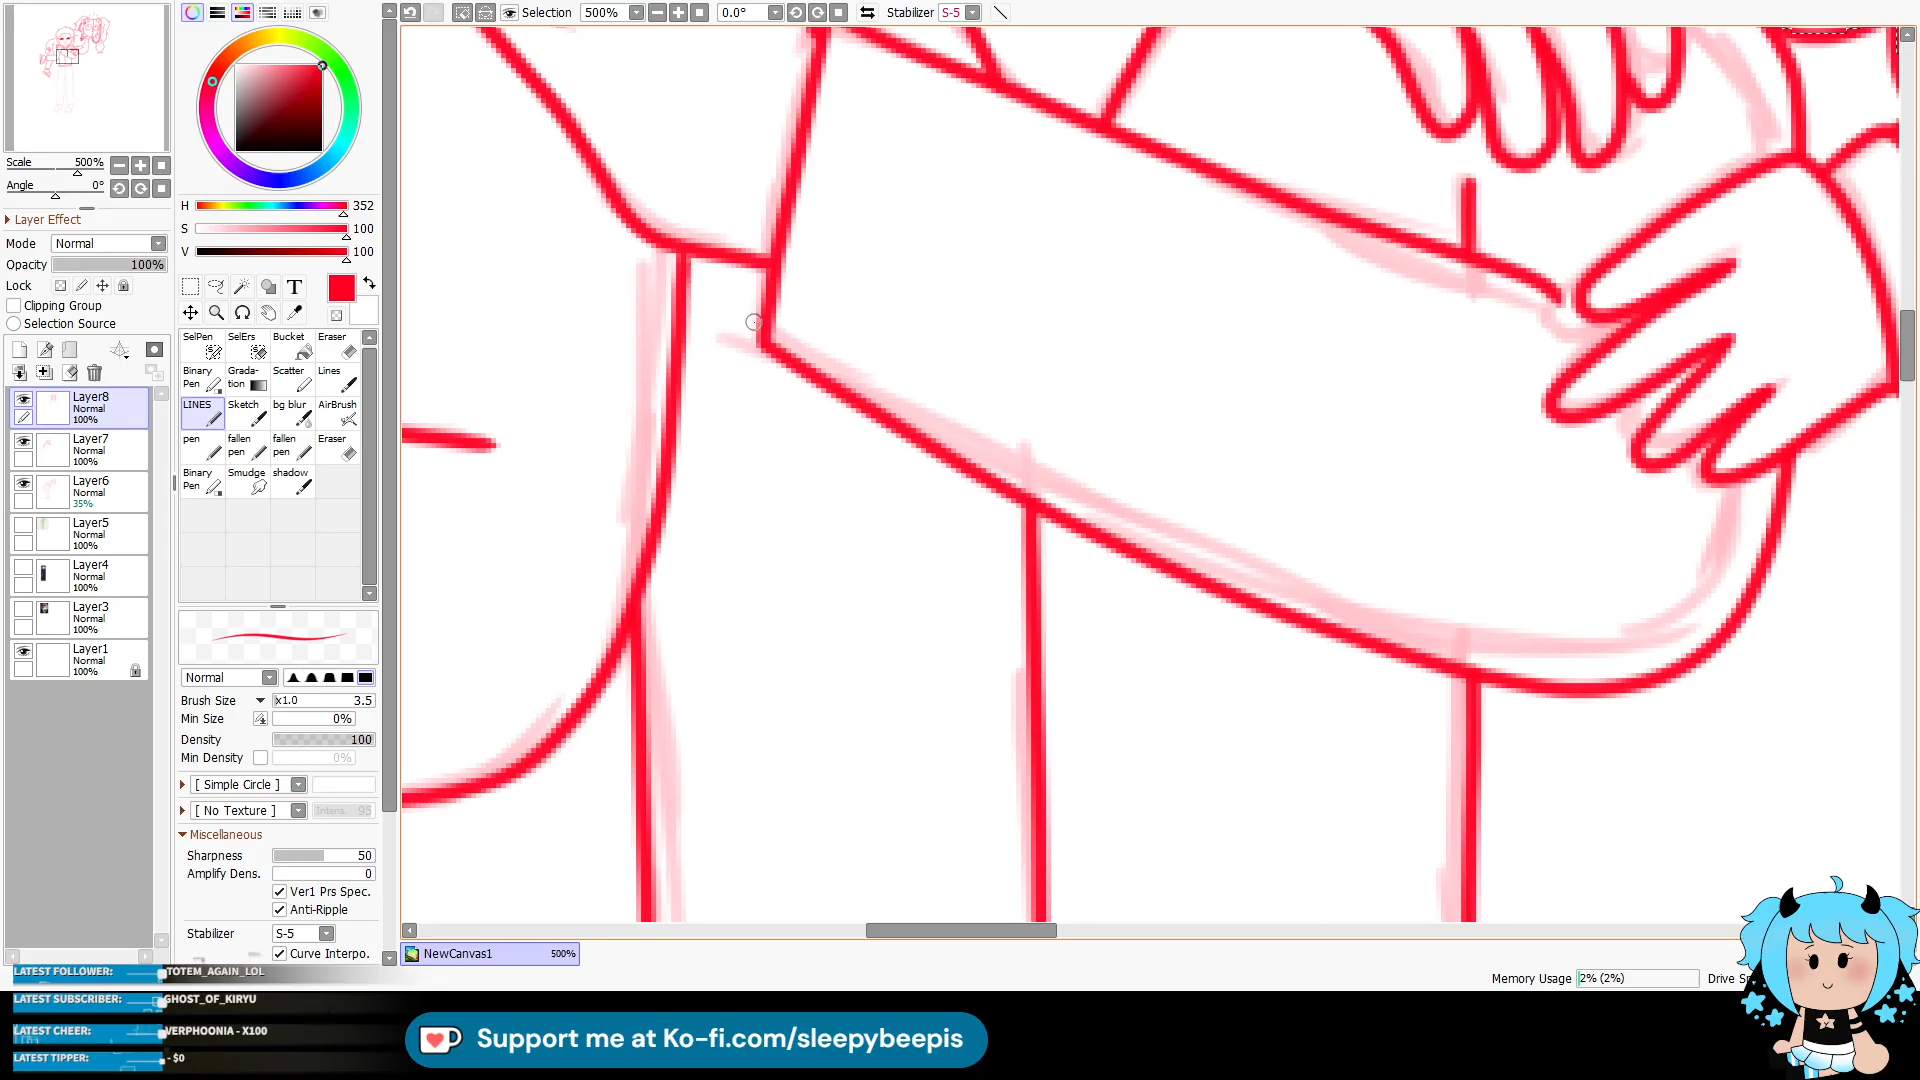 Selection 500% 0.0° Stabilizer S-5
Scale 500%
Angle 0°
Layer Effect
Mode Normal
Opacity 100%
Lock
Clipping Group
Selection Source
Layer8
Normal
100%
Layer7
Normal
100%
Layer6
Normal
35%
Layer5
Normal
100%
Layer4
Normal
100%
Layer3
Normal
100%
Layer1
Normal
100%
H 352
S 100
V 100
T
SelPen SelErs Bucket Eraser
Binary Pen Grada-tion Scatter Lines
LINES Sketch bg blur AirBrush
pen fallen pen fallen pen Eraser
Binary Pen Smudge shadow
Normal
Brush Size x1.0 3.5
Min Size 0%
Density 100
Min Density 0%
[ Simple Circle ]
[ No Texture ] Intens. 95
Miscellaneous
Sharpness 50
Amplify Dens. 0
Ver1 Prs Spec.
Anti-Ripple
Stabilizer S-5
Curve Interpo.
NewCanvas1 500%
Memory Usage 2% (2%) Drive
LATEST FOLLOWER: TOTEM_AGAIN_LOL
LATEST SUBSCRIBER: GHOST_OF_KIRYU
LATEST CHEER: VERPHOONIA - X100
LATEST TIPPER: - $0
Support me at Ko-fi.com/sleepybeepis